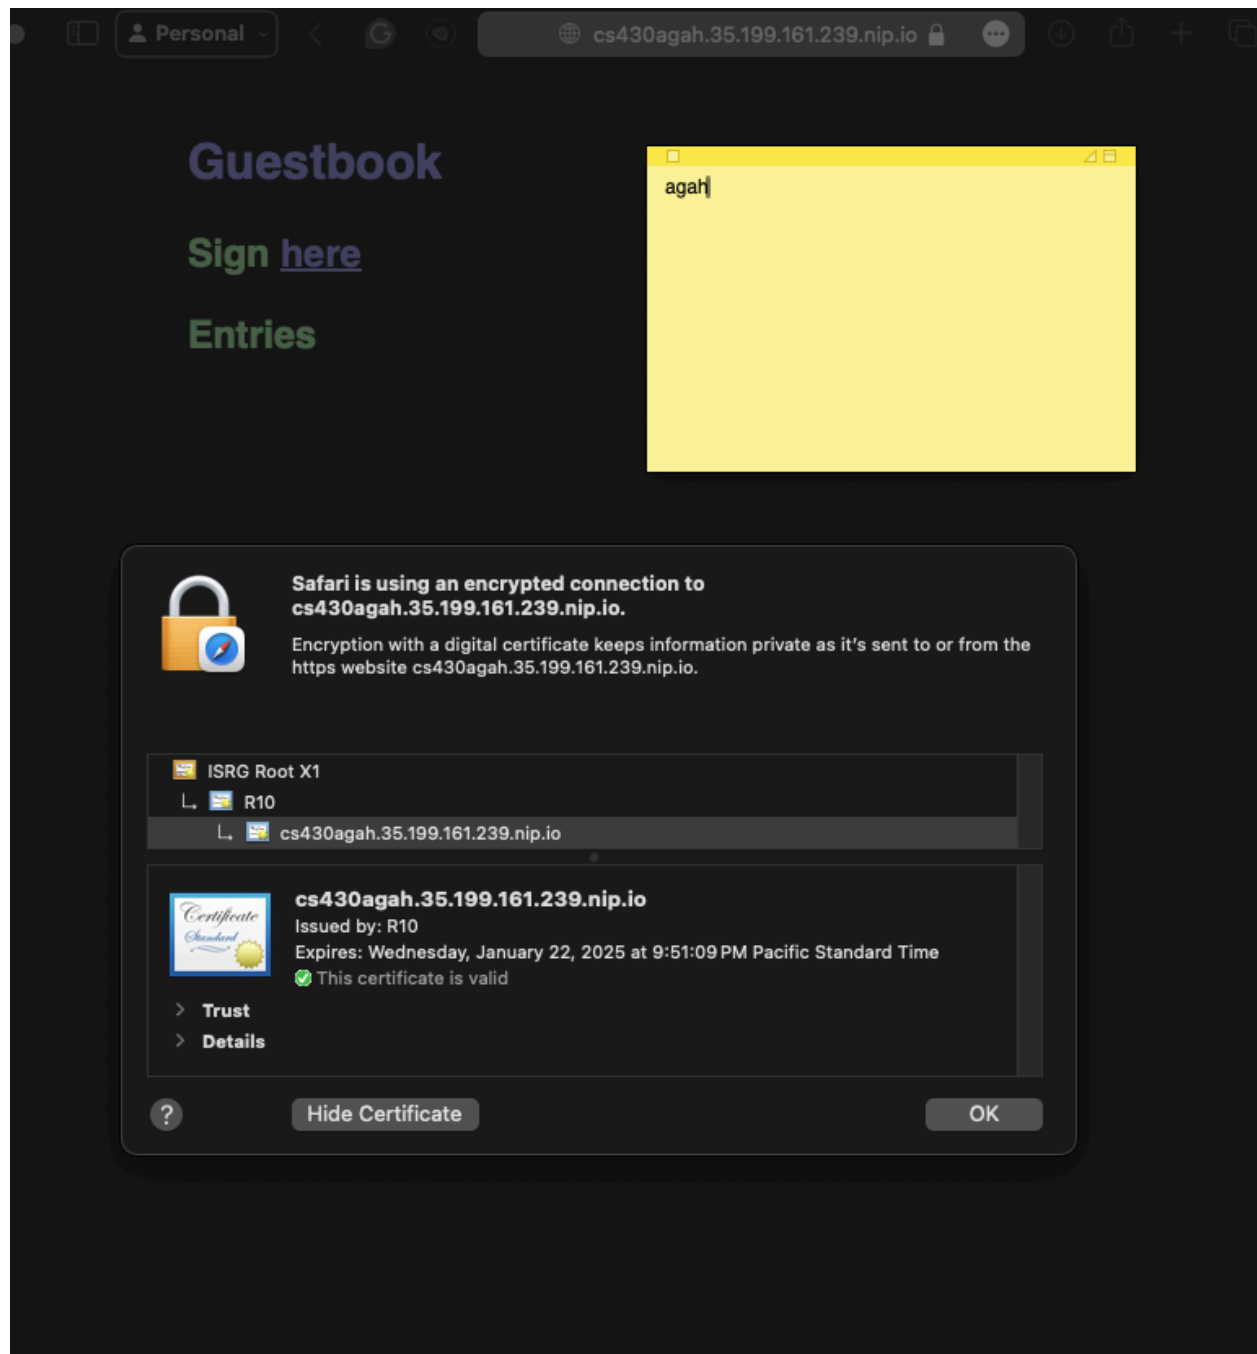 Personal
cs430agah.35.199.161.239.nip.io
Guestbook
agah
Sign here
Entries
Safari is using an encrypted connection to
cs430agah.35.199.161.239.nip.io.
Encryption with a digital certificate keeps information private as it’s sent to or from the
https website cs430agah.35.199.161.239.nip.io.
ISRG Root X1
R10
cs430agah.35.199.161.239.nip.io
Certificate
Standard
cs430agah.35.199.161.239.nip.io
Issued by: R10
Expires: Wednesday, January 22, 2025 at 9:51:09 PM Pacific Standard Time
This certificate is valid
Trust
Details
?
Hide Certificate
OK